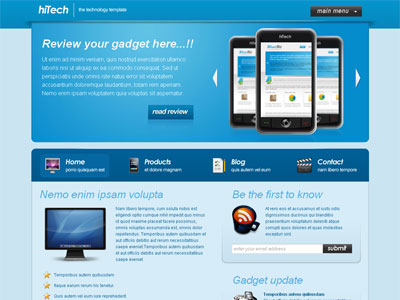 hiTech
the technology template
main menu
Review your gadget here...!!
Ut enim ad minim veniam, quis nostrud exercitation ullamco
laboris nisi ut aliquip ex ea commodo consequat. Sed ut
perspiciatis unde omnis iste natus error sit voluptatem
accusantium doloremque laudantium, totam rem aperiam.
Nemo enim ipsam voluptatem quia voluptas sit aspernatur.
read review
hiTech
Home
porro quisquam est
Products
et dolore magnam
Blog
quis autem vel eum
Contact
nam libero tempore
Nemo enim ipsam volupta
Nam libero tempore, cum soluta nobis est
eligendi optio cumque nihil impedit quo minus
id quod maxime placeat facere possimus,
omnis voluptas assumenda est, omnis dolor
repellendus. Temporibus autem quibusdam
et aut officiis debitis aut rerum necessitatibus
saepe eveniet. Temporibus autem quibusdam
et aut officiis debitis aut rerum necessitatibus
saepe eveniet.
Temporibus autem quibusdam
Itaque earum rerum hic tenetur
Quis autem vel eum iure reprehederit
Be the first to know
At vero eos et accusamus et iusto odio
dignissimos ducimus qui blanditiis
praesentium voluptatum deleniti atque
corrupti quos dolores.
enter your email address
submit
Gadget update
Temporibus autem quibusdam